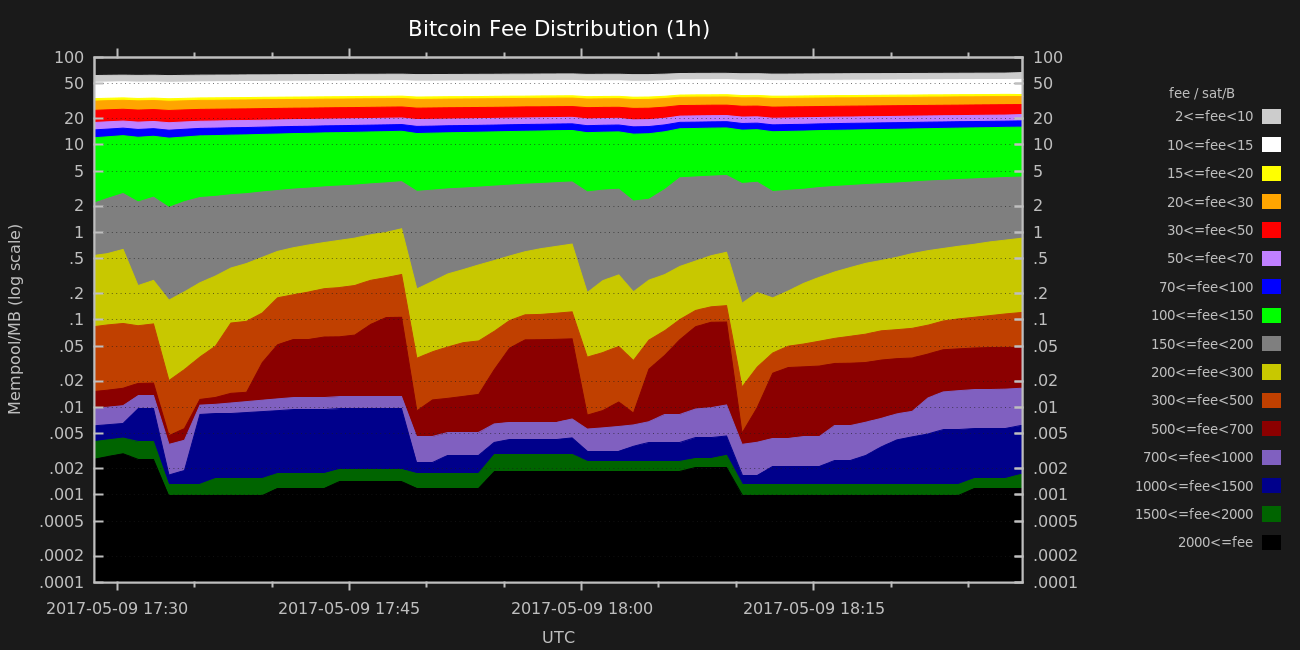 Bitcoin Fee Distribution (1h)
100 100
50 50
20 20
10 10
5 5
2 2
1 1
.5 .5
.2 .2
.1 .1
.05 .05
.02 .02
.01 .01
.005 .005
.002 .002
.001 .001
.0005 .0005
.0002 .0002
.0001 .0001
Mempool/MB (log scale)
2017-05-09 17:30 2017-05-09 17:45 2017-05-09 18:00 2017-05-09 18:15
UTC
fee / sat/B
2<=fee<10
10<=fee<15
15<=fee<20
20<=fee<30
30<=fee<50
50<=fee<70
70<=fee<100
100<=fee<150
150<=fee<200
200<=fee<300
300<=fee<500
500<=fee<700
700<=fee<1000
1000<=fee<1500
1500<=fee<2000
2000<=fee